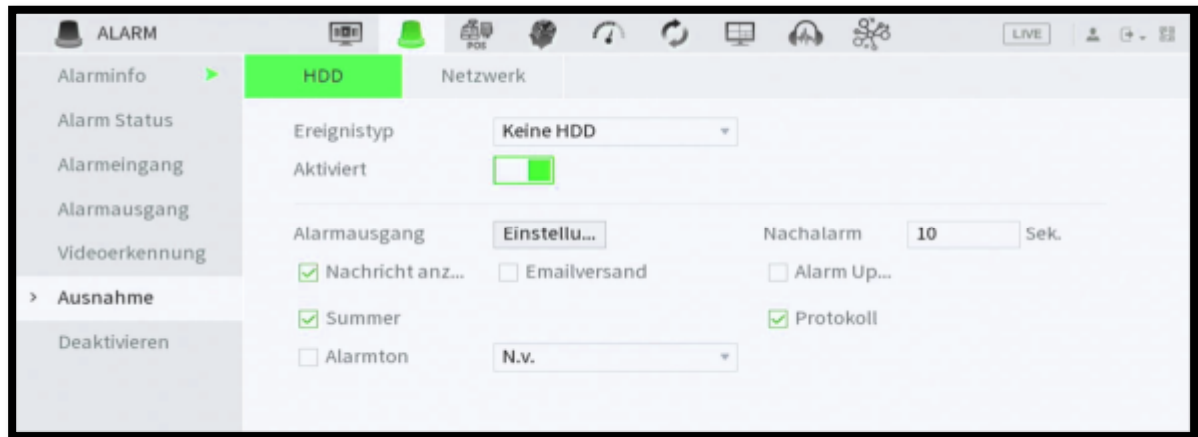 ALARM
POS
LIVE
Alarminfo
HDD
Netzwerk
Alarm Status
Ereignistyp
Keine HDD
Alarmeingang
Aktiviert
Alarmausgang
Alarmausgang
Einstellu...
Nachalarm
10
Sek.
Videoerkennung
Nachricht anz...
Emailversand
Alarm Up...
Ausnahme
Summer
Protokoll
Deaktivieren
Alarmton
N.v.